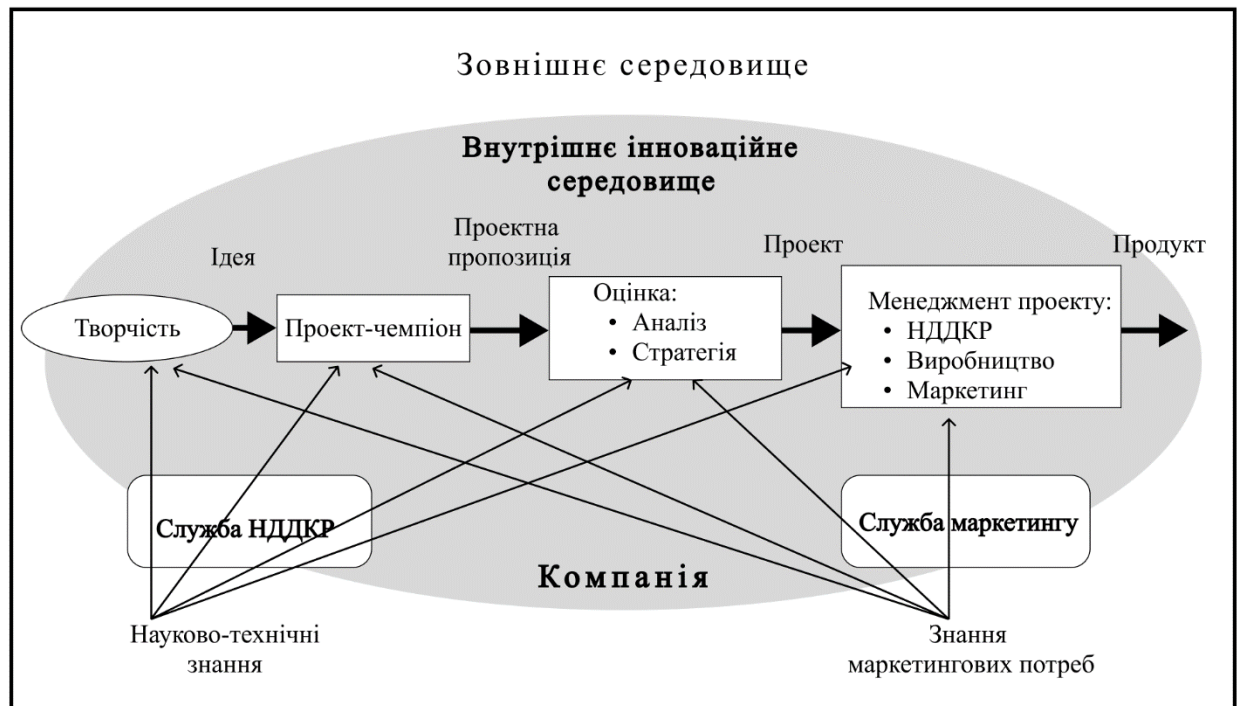 Зовнішнє середовище
Внутрішнє інноваційне
середовище
Ідея
Проектна
пропозиція
Проект
Продукт
Творчість
Проект-чемпіон
Оцінка:
• Аналіз
• Стратегія
Менеджмент проекту:
• НДДКР
• Виробництво
• Маркетинг
Служба НДДКР
Служба маркетингу
Компанія
Науково-технічні
знання
Знання
маркетингових потреб